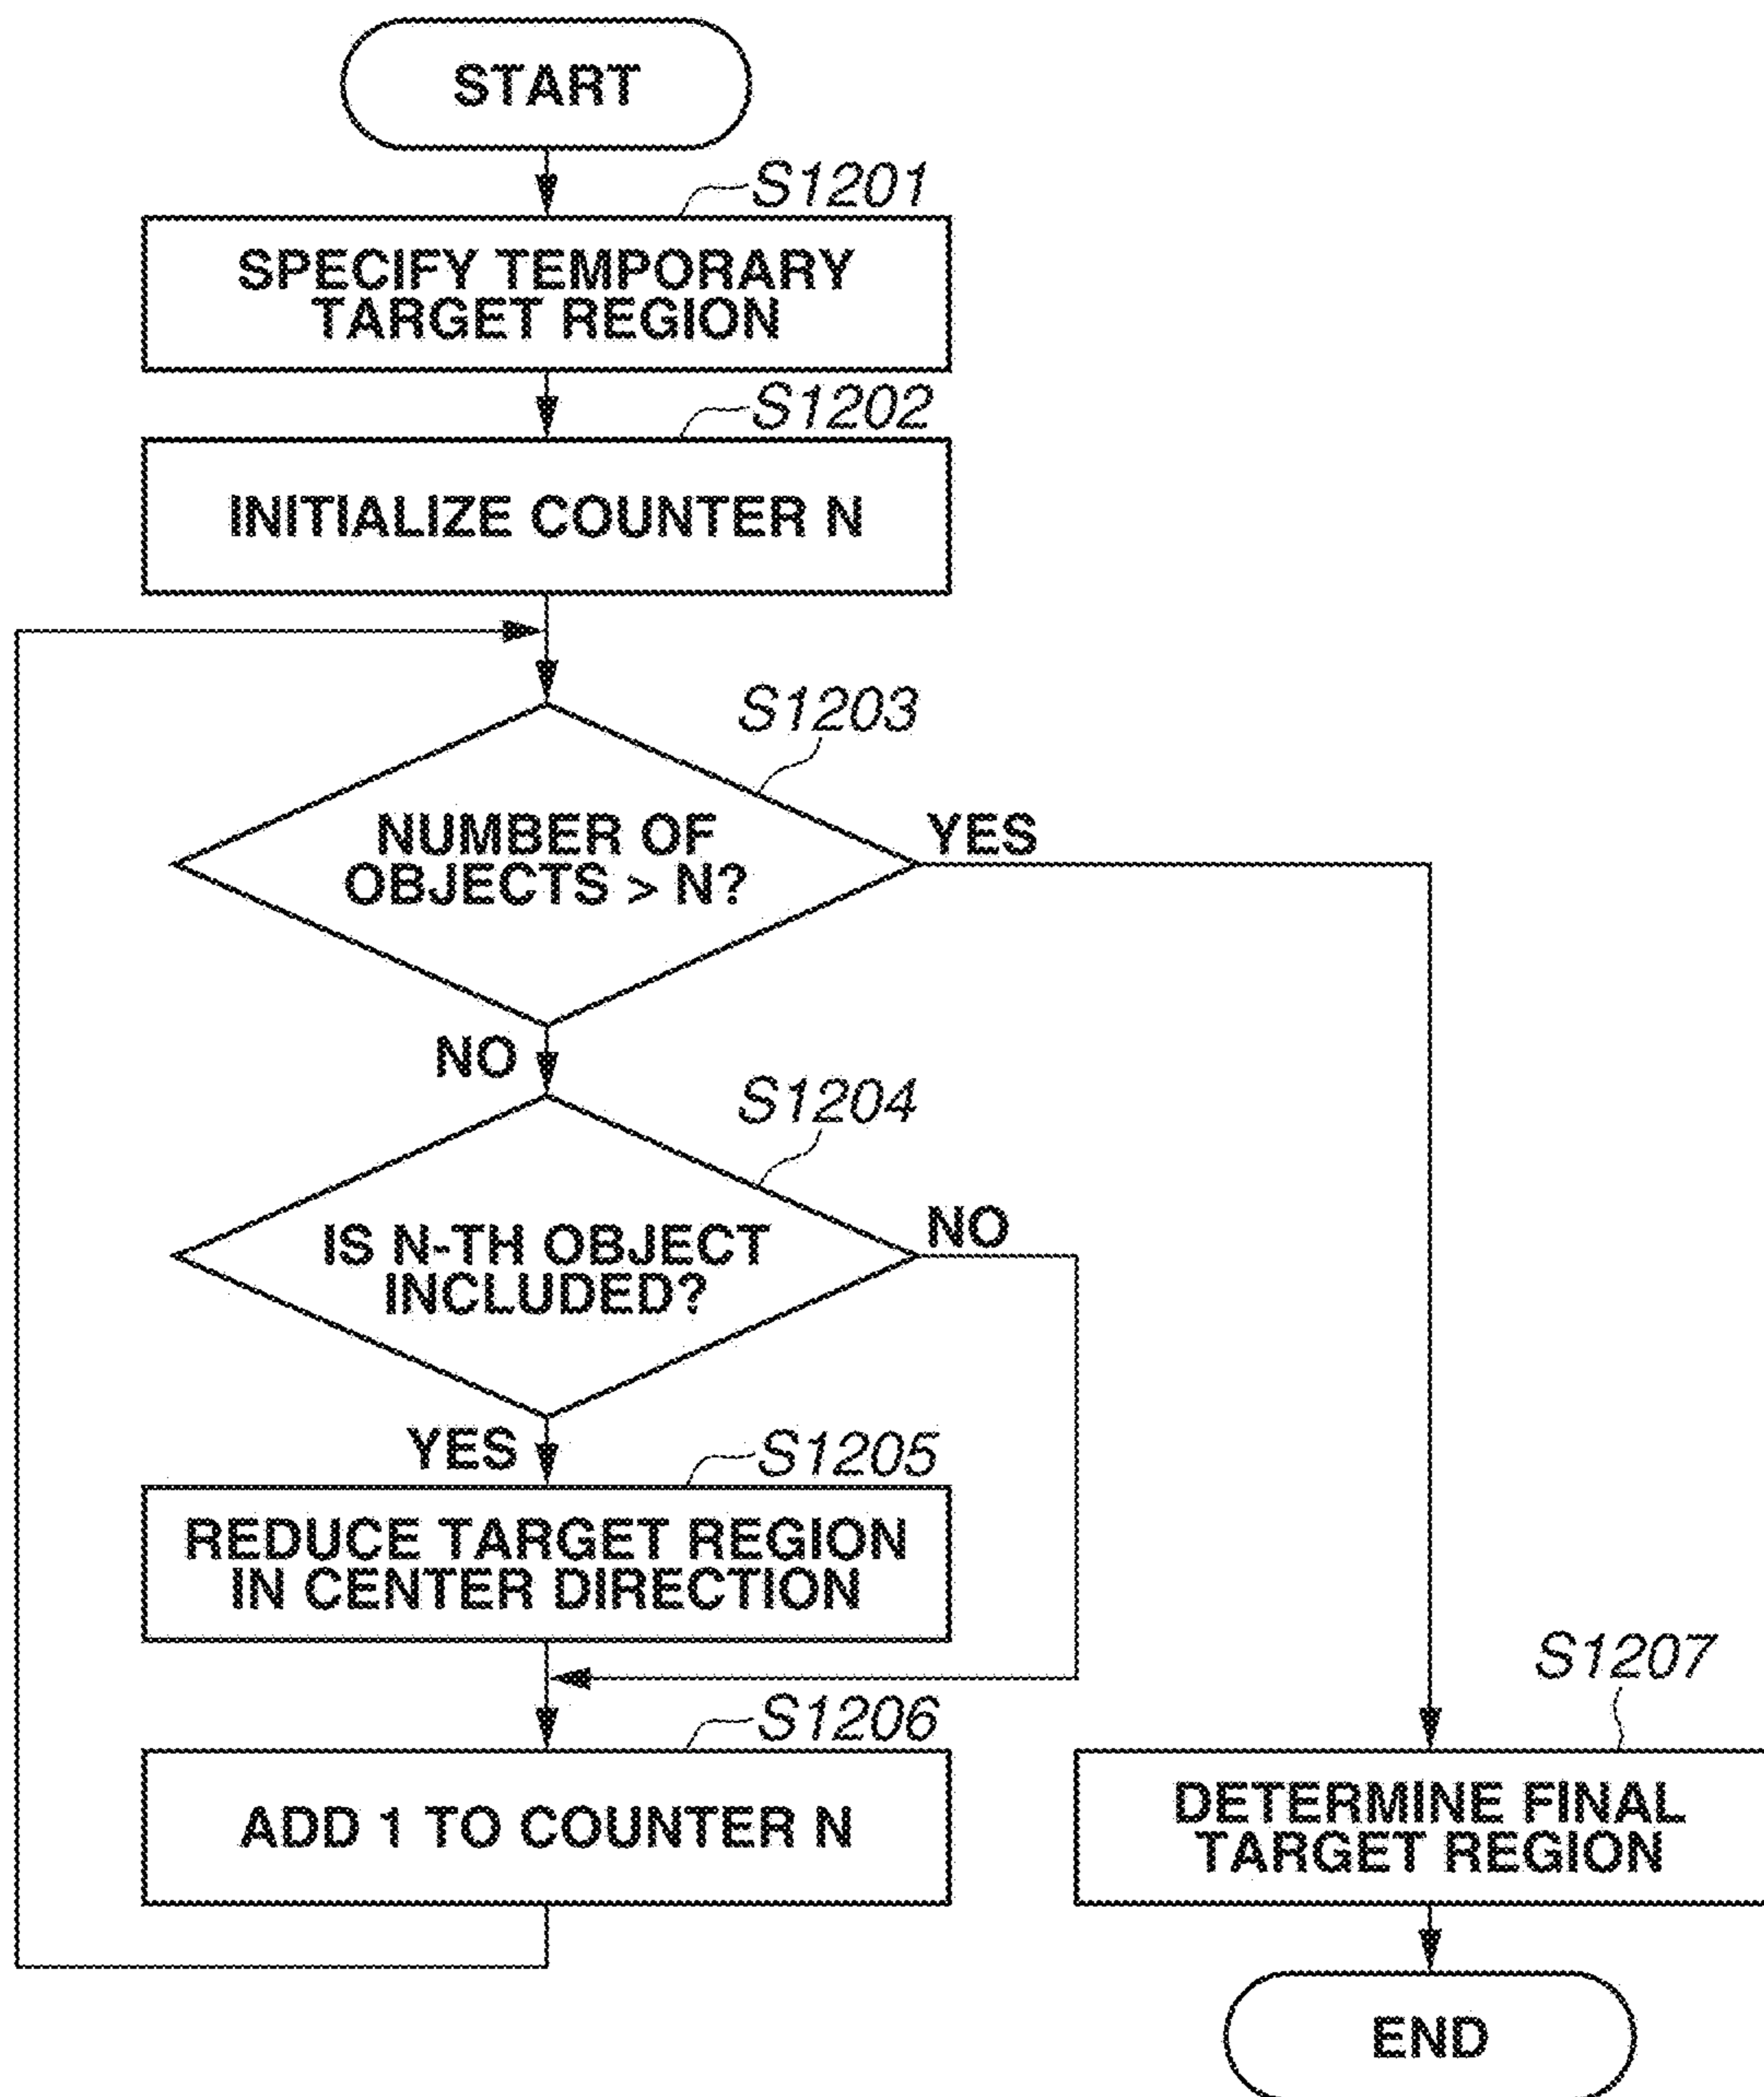 START
S1201
SPECIFY TEMPORARY
TARGET REGION
S1202
INITIALIZE COUNTER N
S1203
NUMBER OF
OBJECTS > N?
YES
NO
S1204
IS N-TH OBJECT
INCLUDED?
NO
YES
S1205
REDUCE TARGET REGION
IN CENTER DIRECTION
S1206
ADD 1 TO COUNTER N
S1207
DETERMINE FINAL
TARGET REGION
END